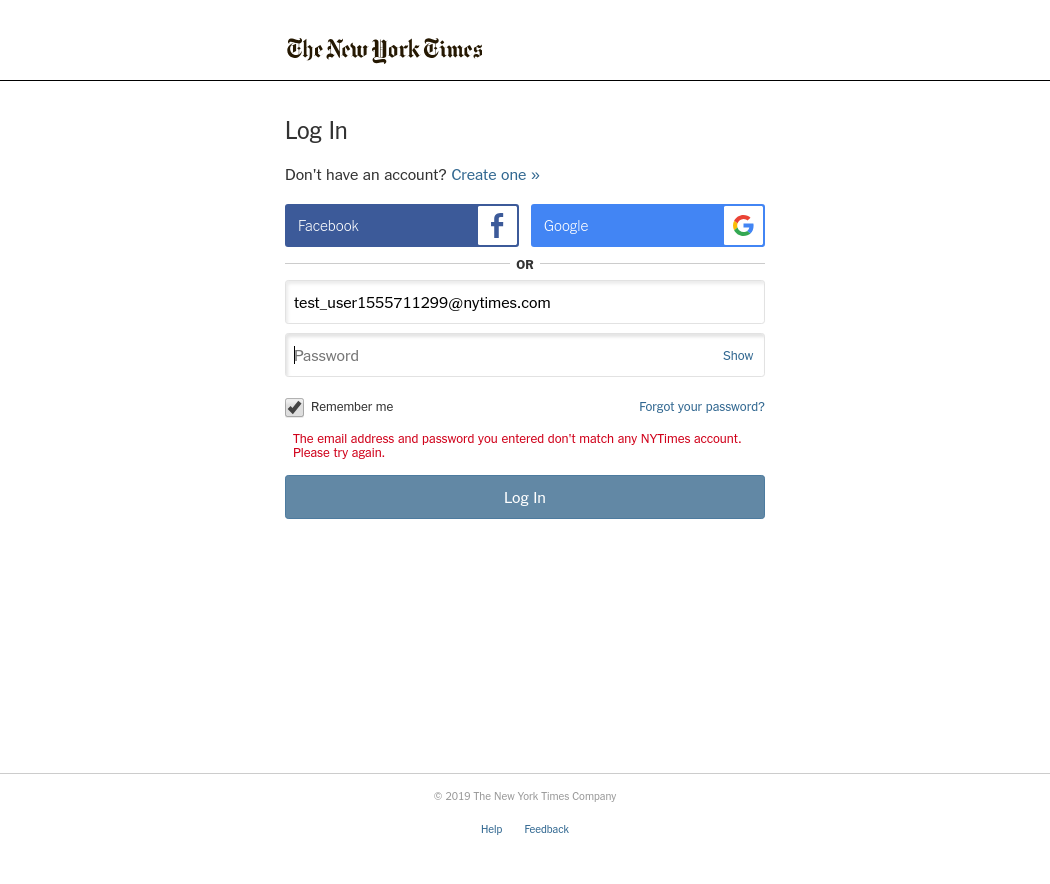 The New York Times
Log In
Don't have an account? Create one »
Facebook
Google
OR
test_user1555711299@nytimes.com
Password
Show
Remember me
Forgot your password?
The email address and password you entered don't match any NYTimes account.
Please try again.
Log In
© 2019 The New York Times Company
Help
Feedback